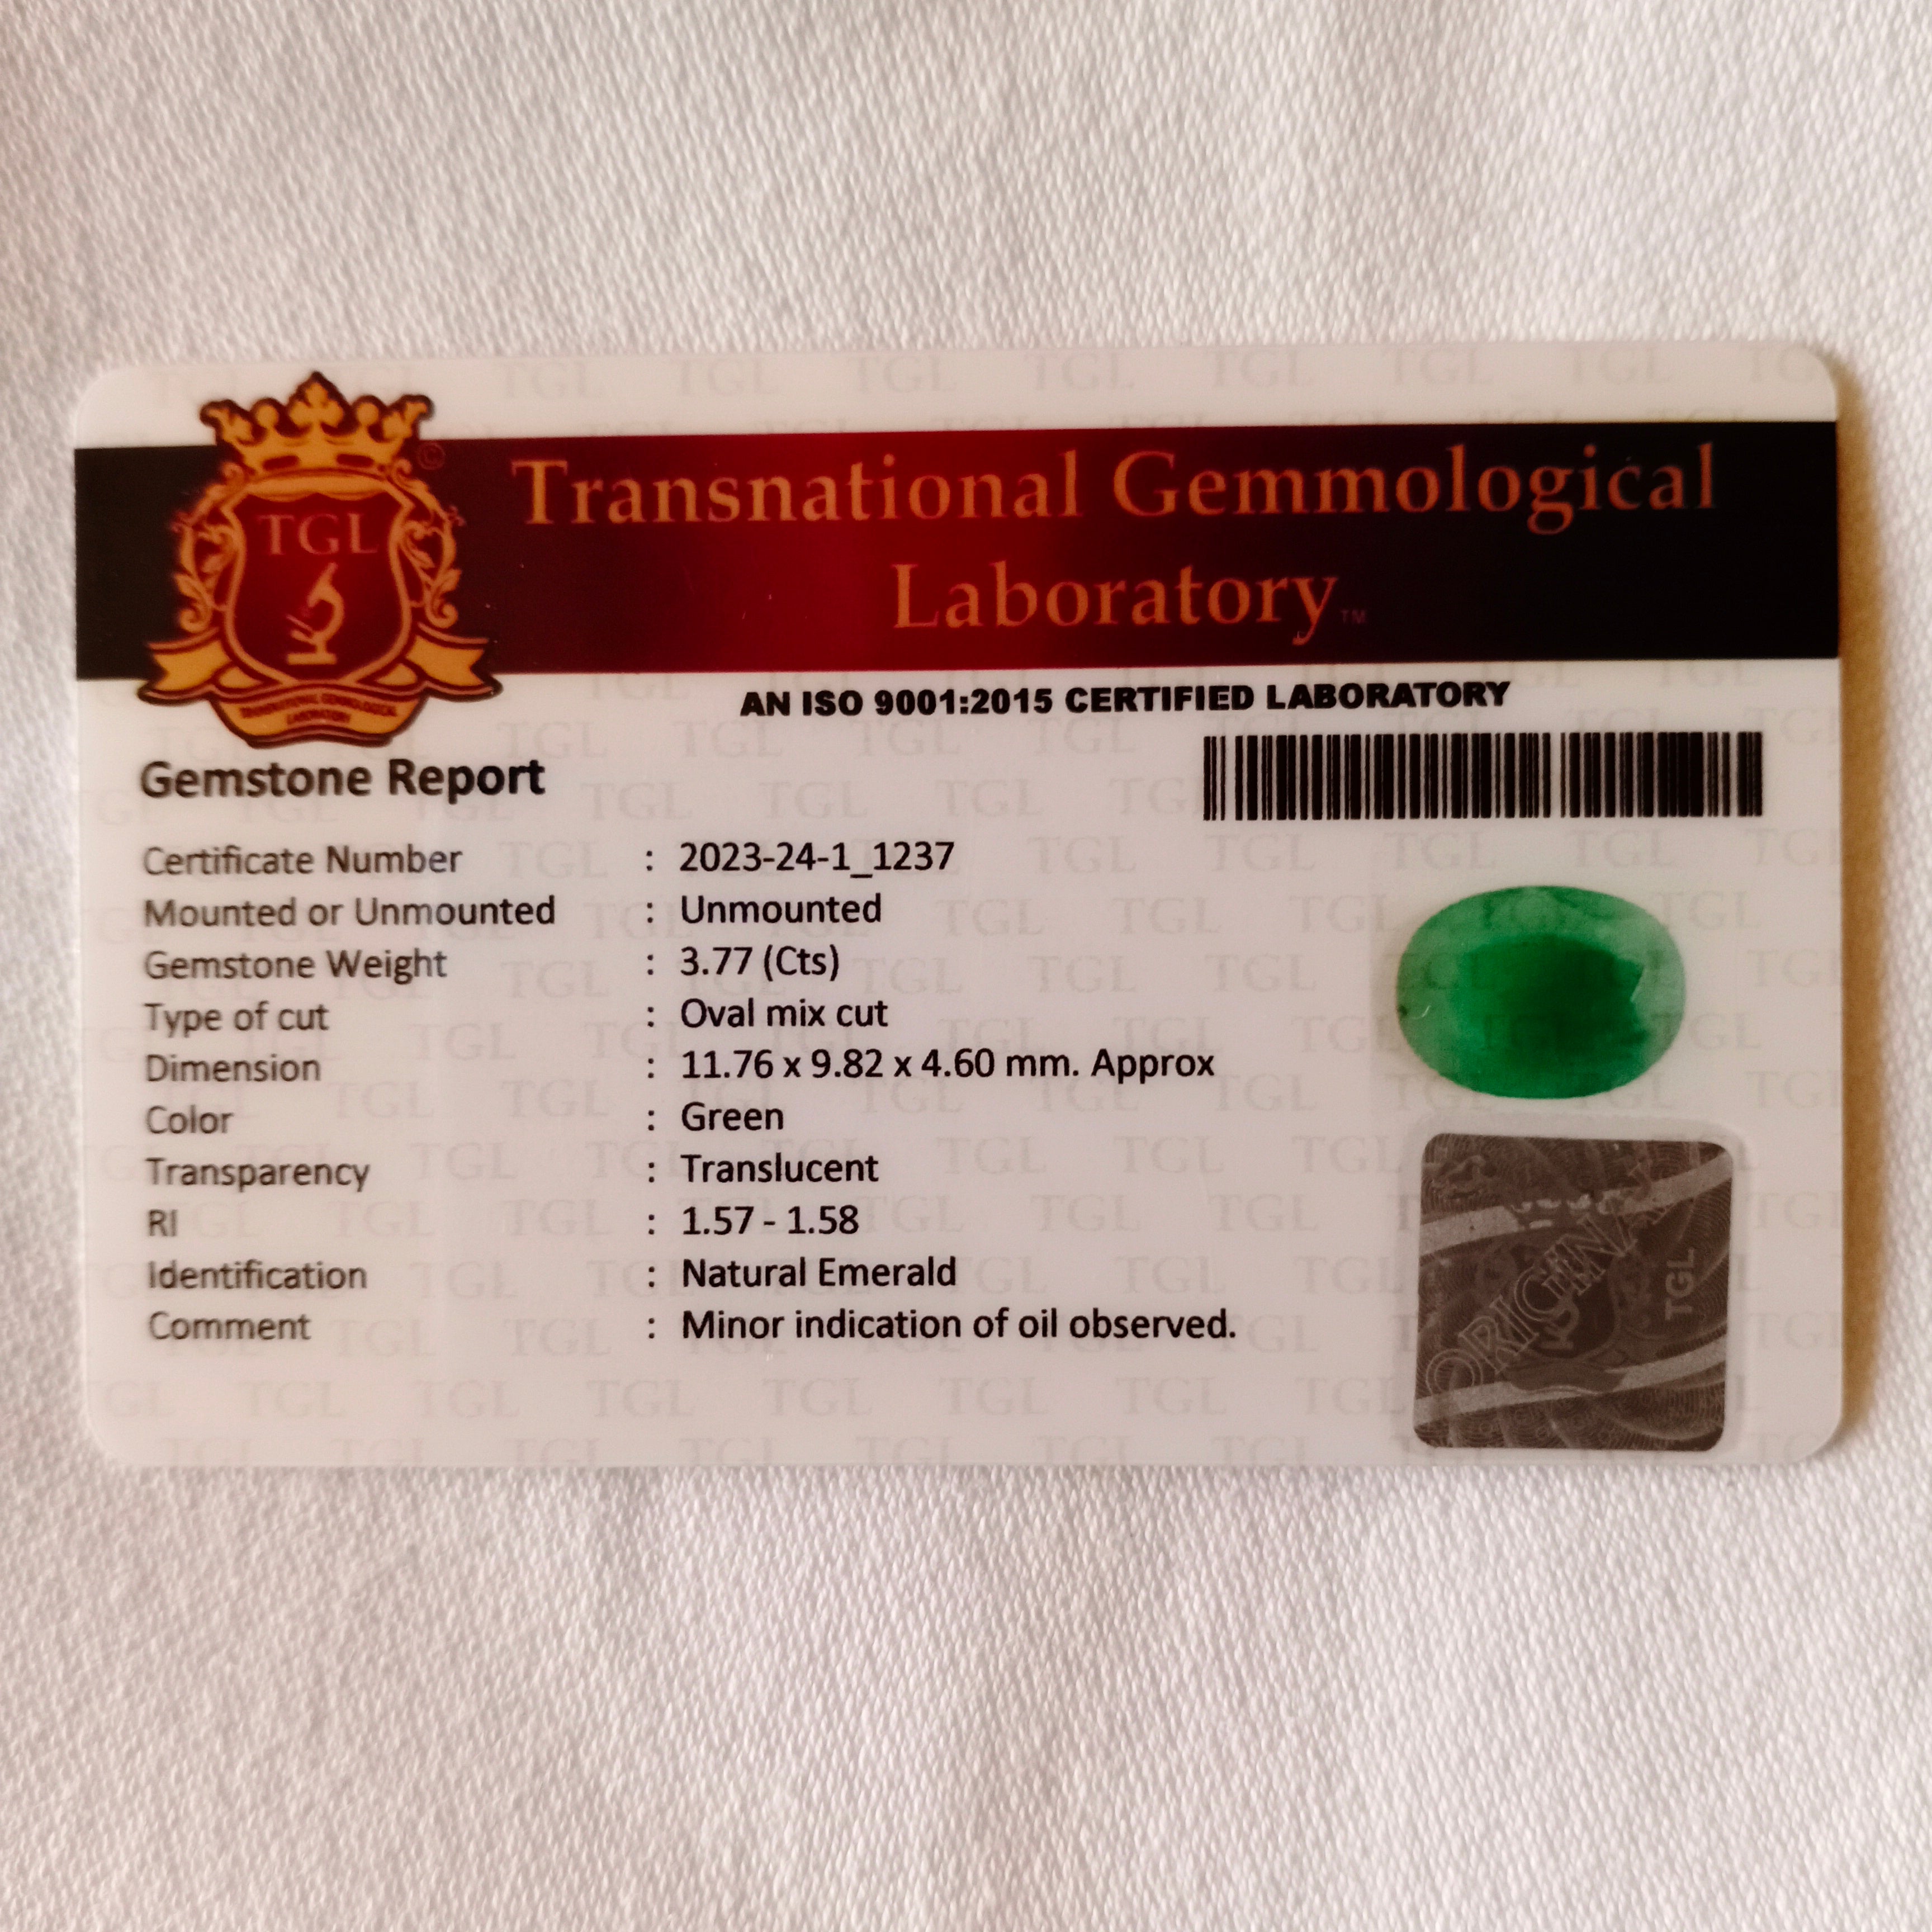 TGL
TRANSNATIONAL GEMMOLOGICAL
LABORATORY
Transnational Gemmological
Laboratory™
AN ISO 9001:2015 CERTIFIED LABORATORY
Gemstone Report
Certificate Number : 2023-24-1_1237
Mounted or Unmounted : Unmounted
Gemstone Weight : 3.77 (Cts)
Type of cut : Oval mix cut
Dimension : 11.76 x 9.82 x 4.60 mm. Approx
Color : Green
Transparency : Translucent
RI : 1.57 - 1.58
Identification : Natural Emerald
Comment : Minor indication of oil observed.
TGL